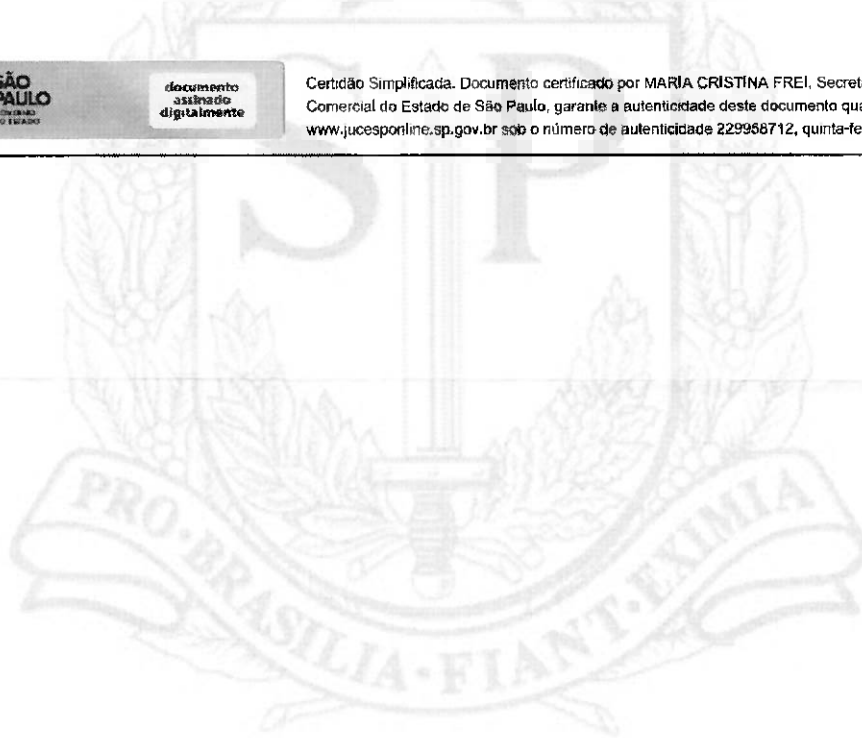 SÃO
PAULO
documento
assinado
digitalmente
Certidão Simplificada. Documento certificado por MARIA CRISTINA FREI, Secret
Comercial do Estado de São Paulo, garante a autenticidade deste documento qua
www.jucesponline.sp.gov.br sob o número de autenticidade 229958712, quinta-fe
SP
PRO·BRASILIA·FIANT·EXIMIA